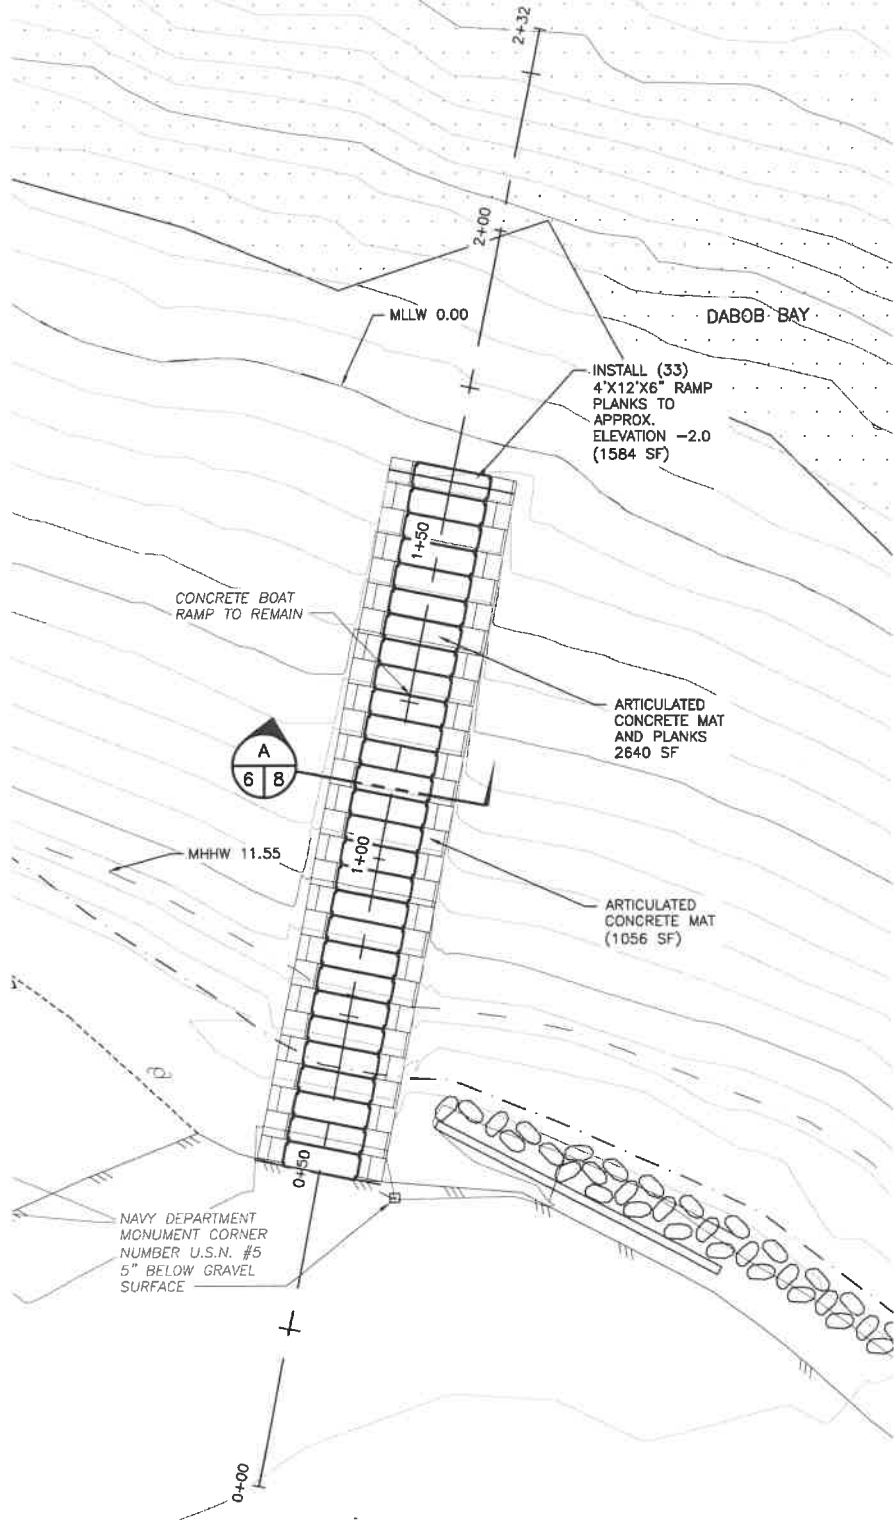 2+32
2+00
MLLW 0.00
DABOB BAY
INSTALL (33)
4'X12'X6" RAMP
PLANKS TO
APPROX.
ELEVATION -2.0
(1584 SF)
1+50
CONCRETE BOAT
RAMP TO REMAIN
ARTICULATED
CONCRETE MAT
AND PLANKS
2640 SF
A
6 8
1+00
MHHW 11.55
ARTICULATED
CONCRETE MAT
(1056 SF)
0+50
NAVY DEPARTMENT
MONUMENT CORNER
NUMBER U.S.N. #5
5" BELOW GRAVEL
SURFACE
0+00